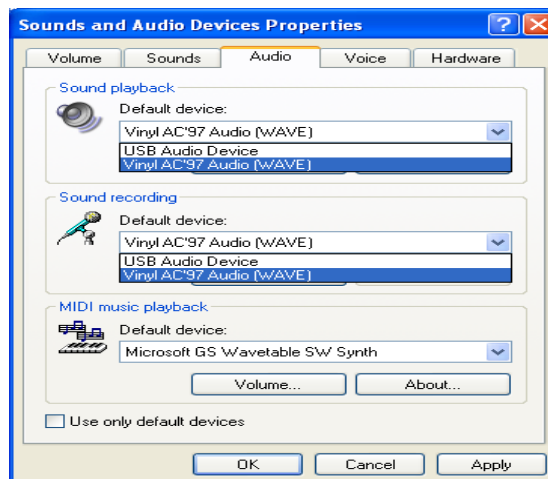 Sounds and Audio Devices Properties
Volume Sounds Audio Voice Hardware
Sound playback
Default device:
Vinyl AC'97 Audio (WAVE)
USB Audio Device
Vinyl AC'97 Audio (WAVE)
Sound recording
Default device:
Vinyl AC'97 Audio (WAVE)
USB Audio Device
Vinyl AC'97 Audio (WAVE)
MIDI music playback
Default device:
Microsoft GS Wavetable SW Synth
Volume... About...
Use only default devices
OK Cancel Apply